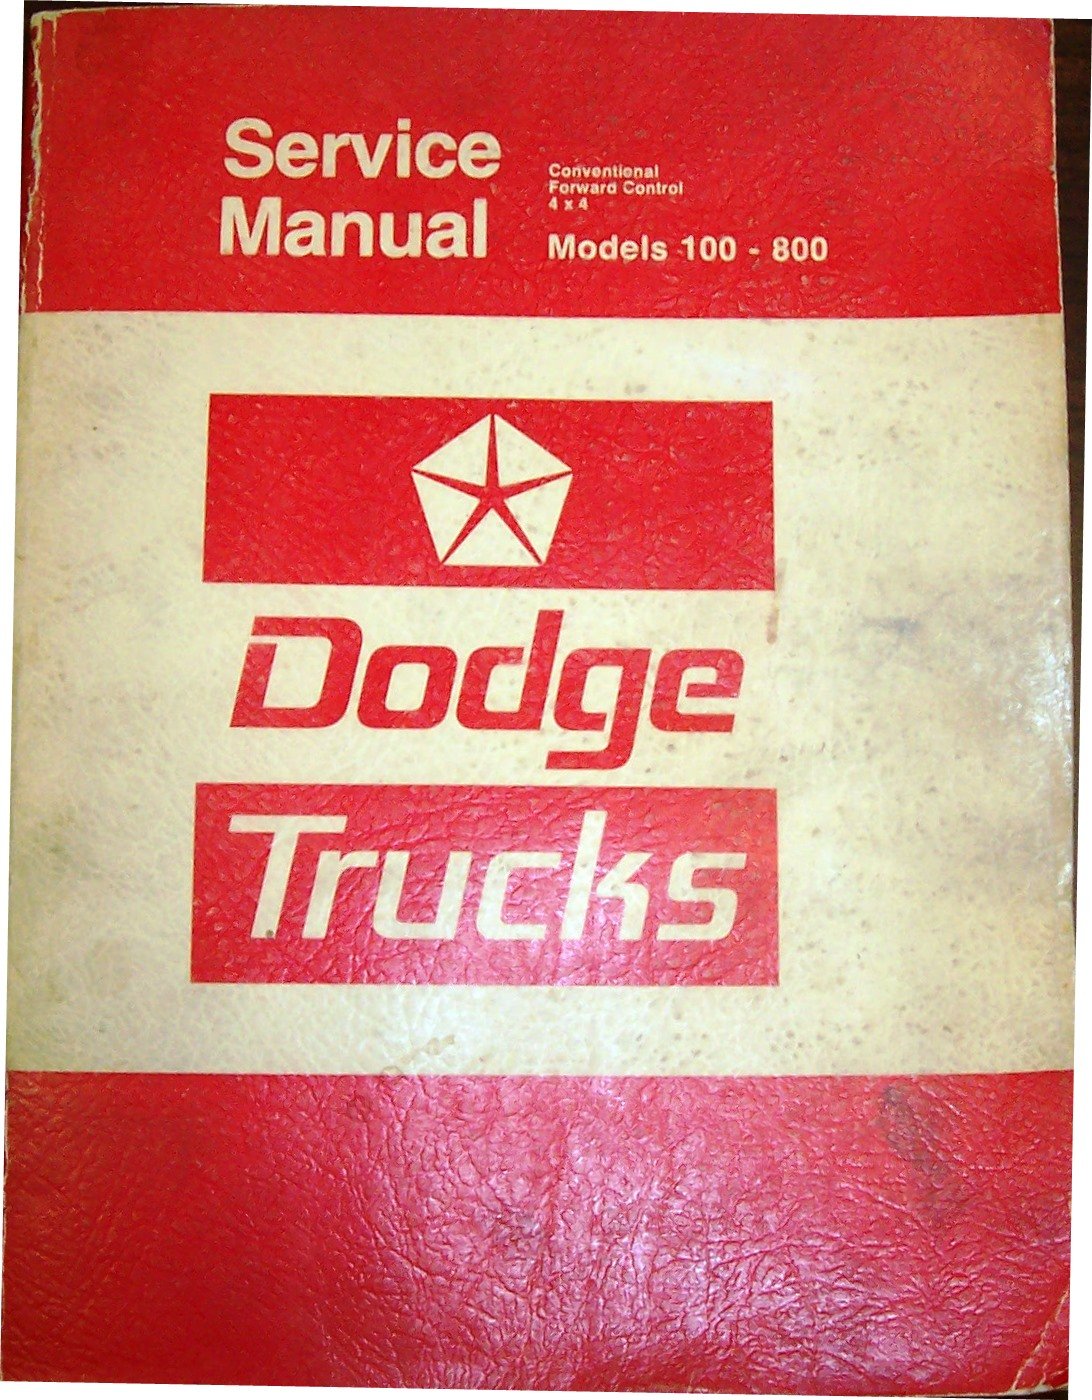 Service
Manual
Conventional
Forward Control
4 x 4
Models 100 - 800
Dodge
Trucks